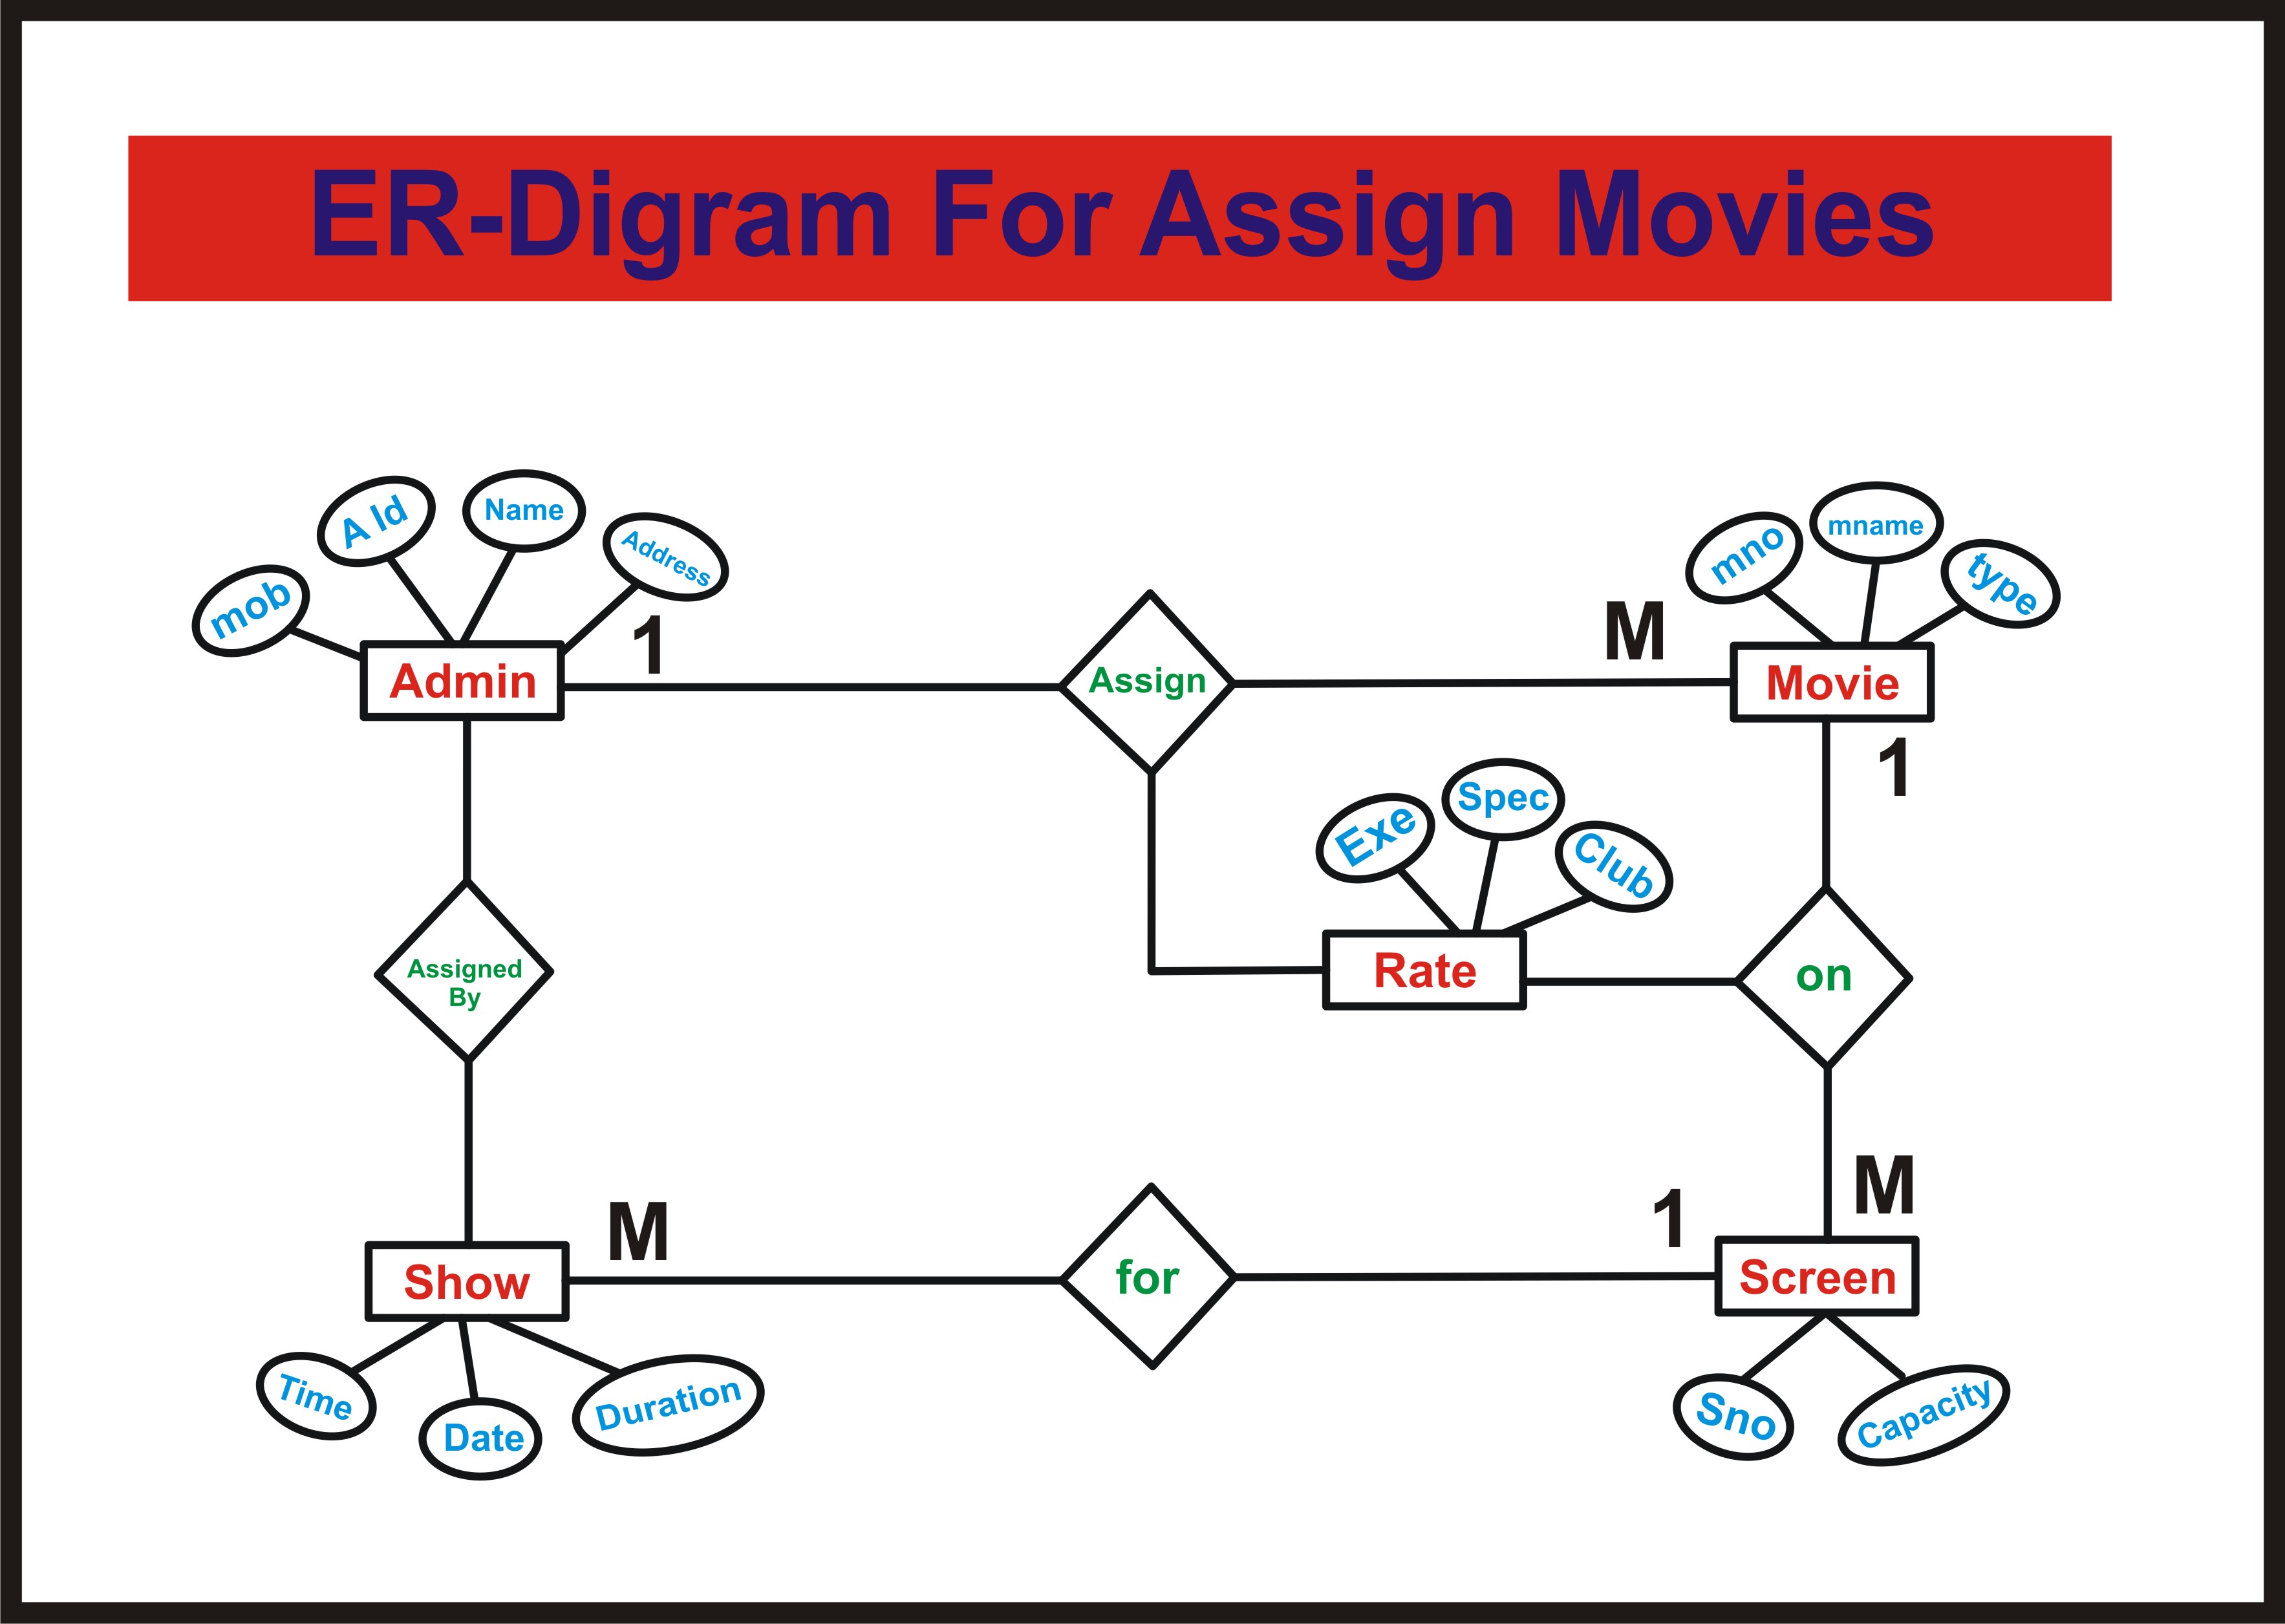 ER-Digram For Assign Movies
mob
A Id
Name
Address
Admin
1
Assign
M
mno
mname
type
Movie
1
Exe
Spec
Club
Rate
on
Assigned
By
M
Show
M
for
1
Screen
Time
Date
Duration
Sno
Capacity